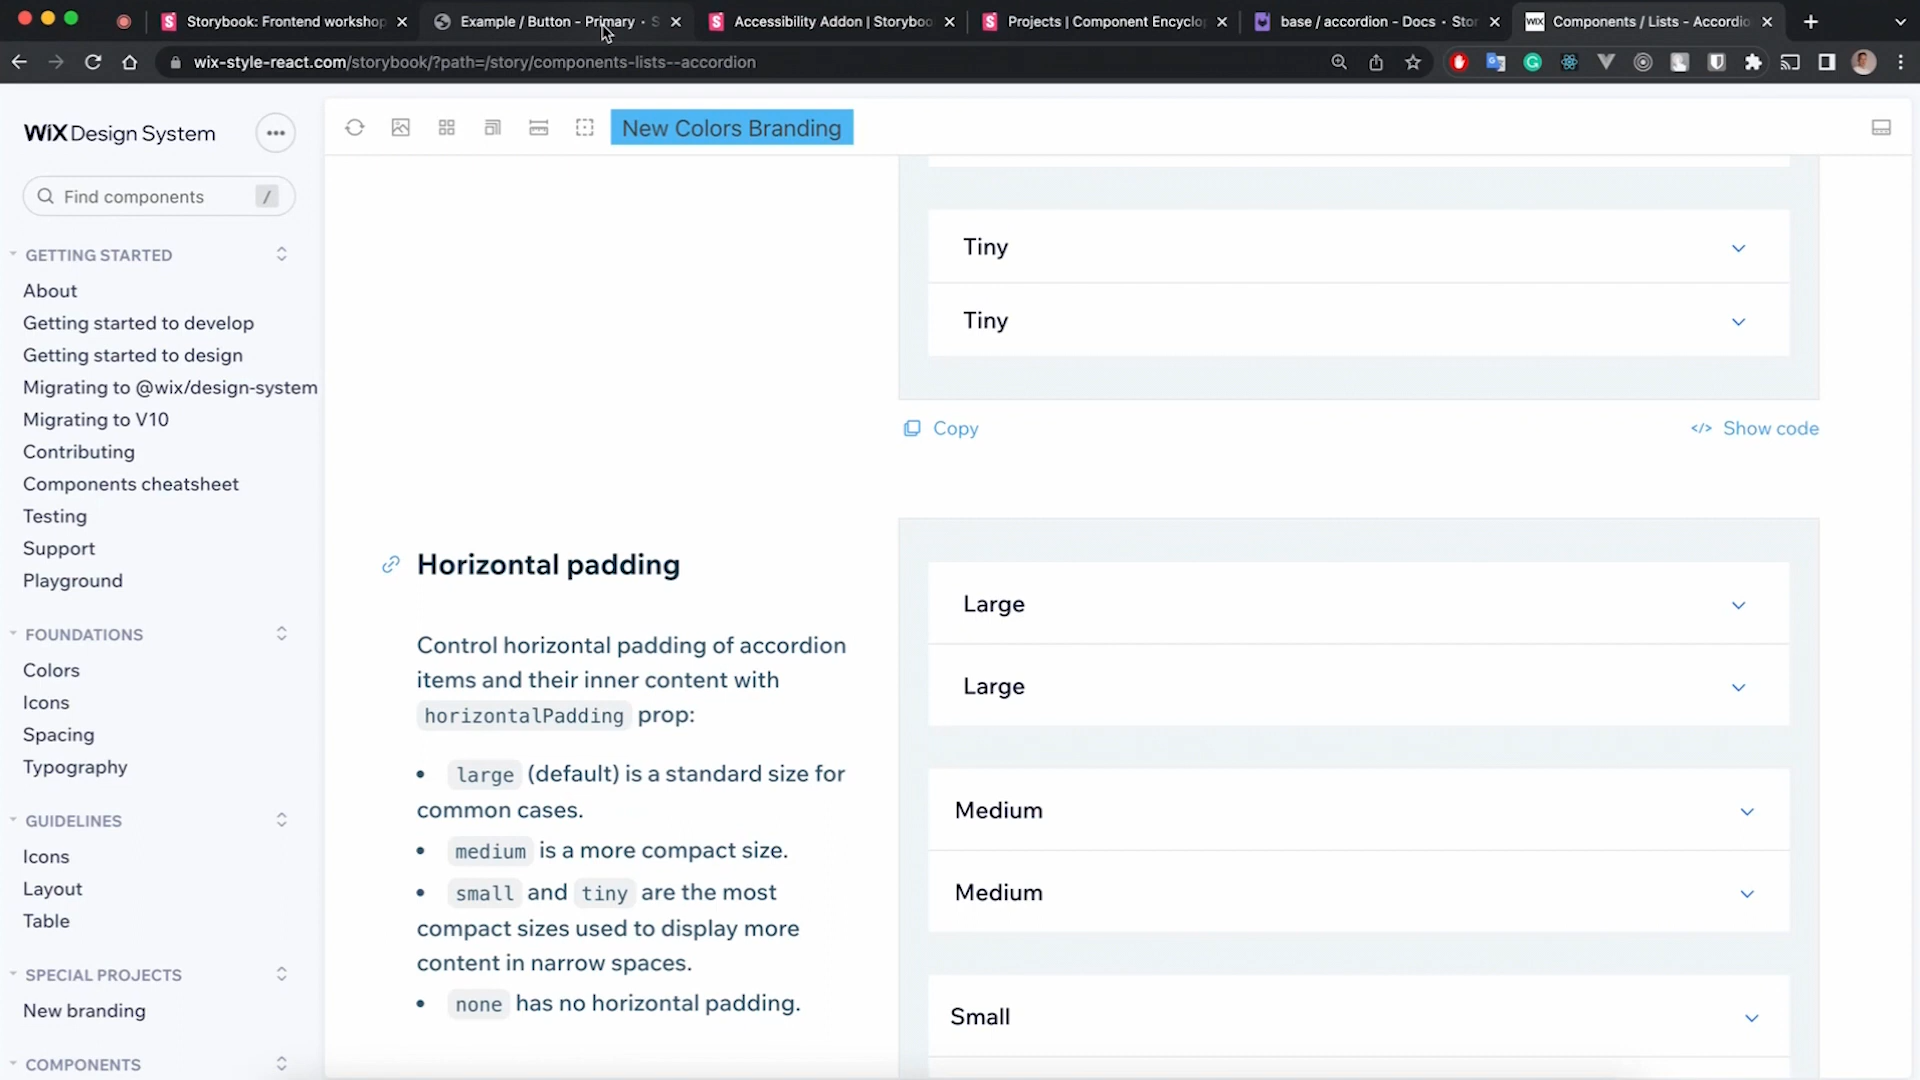 Storybook: Frontend workshop
Example / Button - Primary · S
Accessibility Addon | Storyboo
Projects | Component Encyclo
base / accordion - Docs · Stor
WIX
Components / Lists - Accordio
wix-style-react.com/storybook/?path=/story/components-lists--accordion
WiX Design System
Find components
/
GETTING STARTED
About
Getting started to develop
Getting started to design
Migrating to @wix/design-system
Migrating to V10
Contributing
Components cheatsheet
Testing
Support
Playground
FOUNDATIONS
Colors
Icons
Spacing
Typography
GUIDELINES
Icons
Layout
Table
SPECIAL PROJECTS
New branding
COMPONENTS
New Colors Branding
Tiny
Tiny
Copy
</> Show code
Horizontal padding
Control horizontal padding of accordion
items and their inner content with
horizontalPadding prop:
• large (default) is a standard size for
common cases.
• medium is a more compact size.
• small and tiny are the most
compact sizes used to display more
content in narrow spaces.
• none has no horizontal padding.
Large
Large
Medium
Medium
Small